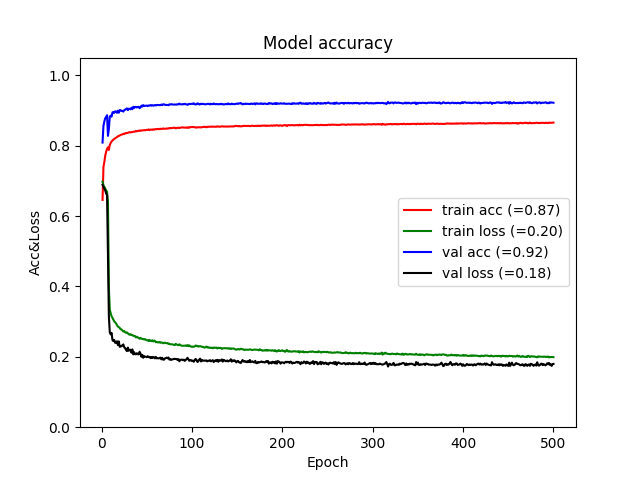 Model accuracy
1.0
0.8
0.6
0.4
0.2
0.0
Acc&Loss
train acc (=0.87)
train loss (=0.20)
val acc (=0.92)
val loss (=0.18)
0 100 200 300 400 500
Epoch